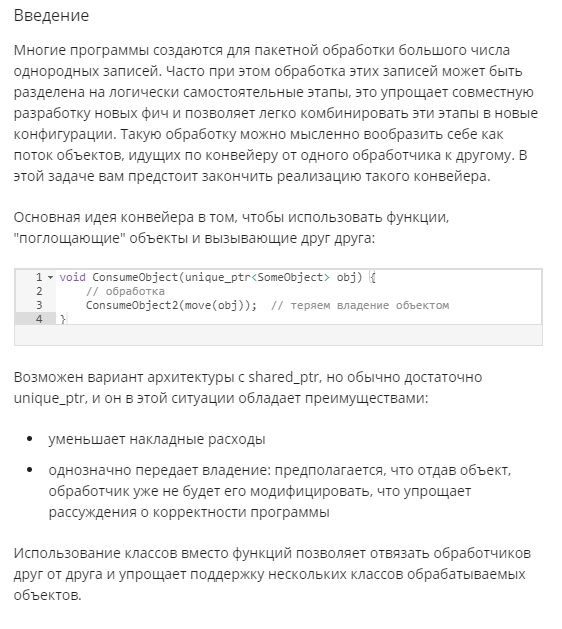 Введение
Многие программы создаются для пакетной обработки большого числа
однородных записей. Часто при этом обработка этих записей может быть
разделена на логически самостоятельные этапы, это упрощает совместную
разработку новых фич и позволяет легко комбинировать эти этапы в новые
конфигурации. Такую обработку можно мысленно вообразить себе как
поток объектов, идущих по конвейеру от одного обработчика к другому. В
этой задаче вам предстоит закончить реализацию такого конвейера.
Основная идея конвейера в том, чтобы использовать функции,
"поглощающие" объекты и вызывающие друг друга:
1 void ConsumeObject(unique_ptr<SomeObject> obj) {
2 // обработка
3 ConsumeObject2(move(obj)); // теряем владение объектом
4 }
Возможен вариант архитектуры с shared_ptr, но обычно достаточно
unique_ptr, и он в этой ситуации обладает преимуществами:
• уменьшает накладные расходы
• однозначно передает владение: предполагается, что отдав объект,
обработчик уже не будет его модифицировать, что упрощает
рассуждения о корректности программы
Использование классов вместо функций позволяет отвязать обработчиков
друг от друга и упрощает поддержку нескольких классов обрабатываемых
объектов.